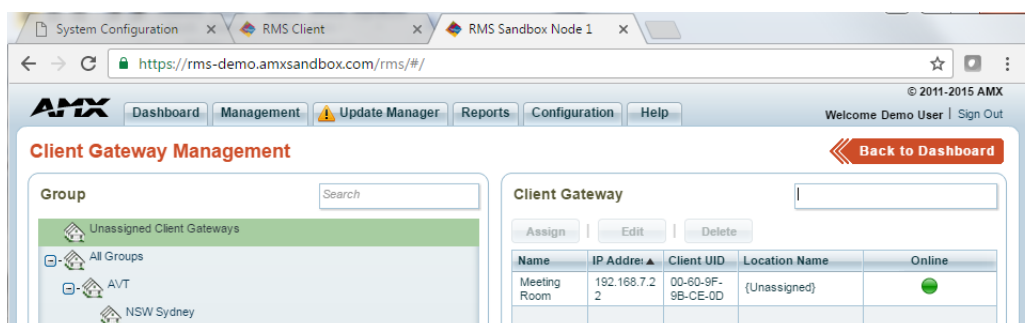 System Configuration
RMS Client
RMS Sandbox Node 1
https://rms-demo.amxsandbox.com/rms/#/
© 2011-2015 AMX
AMX
Dashboard
Management
Update Manager
Reports
Configuration
Help
Welcome Demo User | Sign Out
Client Gateway Management
Back to Dashboard
Group
Search
Unassigned Client Gateways
All Groups
AVT
NSW Sydney
Client Gateway
Assign | Edit | Delete
Name IP Addre: Client UID Location Name Online
Meeting 192.168.7.2 00-60-9F- {Unassigned}
Room 2 9B-CE-0D